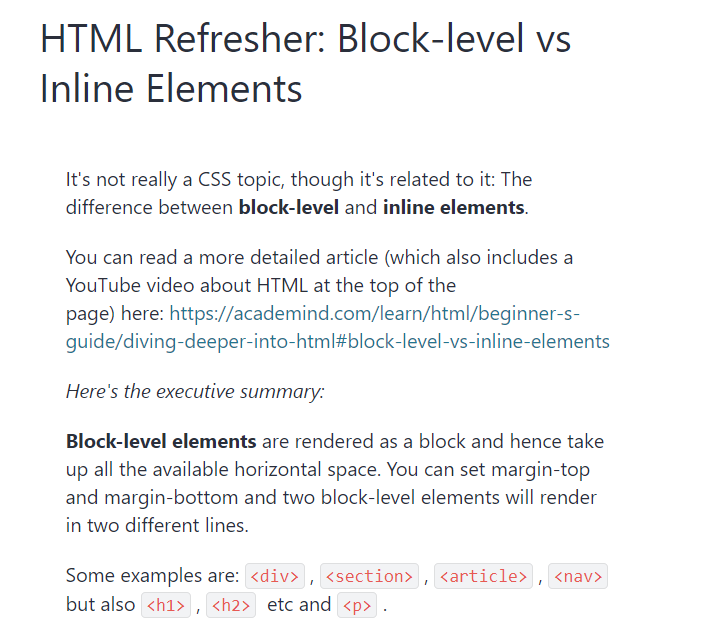 HTML Refresher: Block-level vs
Inline Elements
It's not really a CSS topic, though it's related to it: The
difference between block-level and inline elements.
You can read a more detailed article (which also includes a
YouTube video about HTML at the top of the
page) here: https://academind.com/learn/html/beginner-s-
guide/diving-deeper-into-html#block-level-vs-inline-elements
Here's the executive summary:
Block-level elements are rendered as a block and hence take
up all the available horizontal space. You can set margin-top
and margin-bottom and two block-level elements will render
in two different lines.
Some examples are: <div> , <section> , <article> , <nav>
but also <h1> , <h2> etc and <p> .